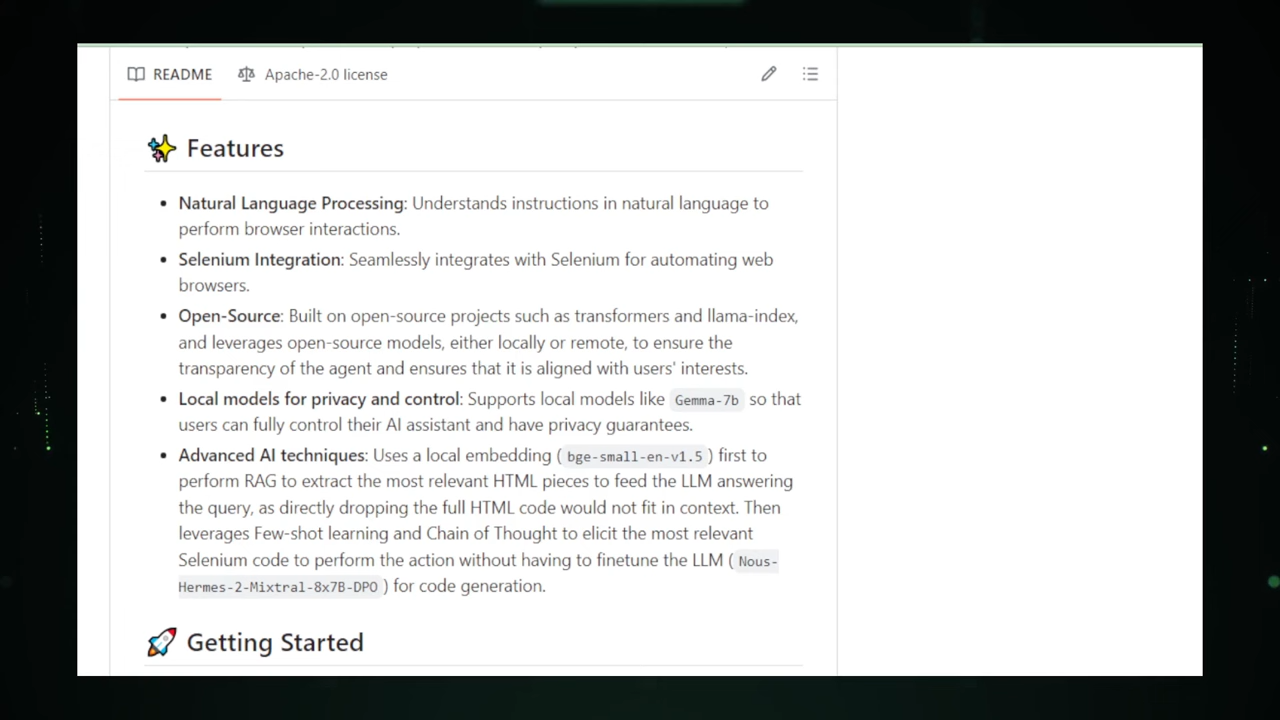 README
Apache-2.0 license
Features
Natural Language Processing: Understands instructions in natural language to
perform browser interactions.
Selenium Integration: Seamlessly integrates with Selenium for automating web
browsers.
Open-Source: Built on open-source projects such as transformers and llama-index,
and leverages open-source models, either locally or remote, to ensure the
transparency of the agent and ensures that it is aligned with users' interests.
Local models for privacy and control: Supports local models like Gemma-7b so that
users can fully control their AI assistant and have privacy guarantees.
Advanced AI techniques: Uses a local embedding ( bge-small-en-v1.5 ) first to
perform RAG to extract the most relevant HTML pieces to feed the LLM answering
the query, as directly dropping the full HTML code would not fit in context. Then
leverages Few-shot learning and Chain of Thought to elicit the most relevant
Selenium code to perform the action without having to finetune the LLM ( Nous-
Hermes-2-Mixtral-8x7B-DPO ) for code generation.
Getting Started